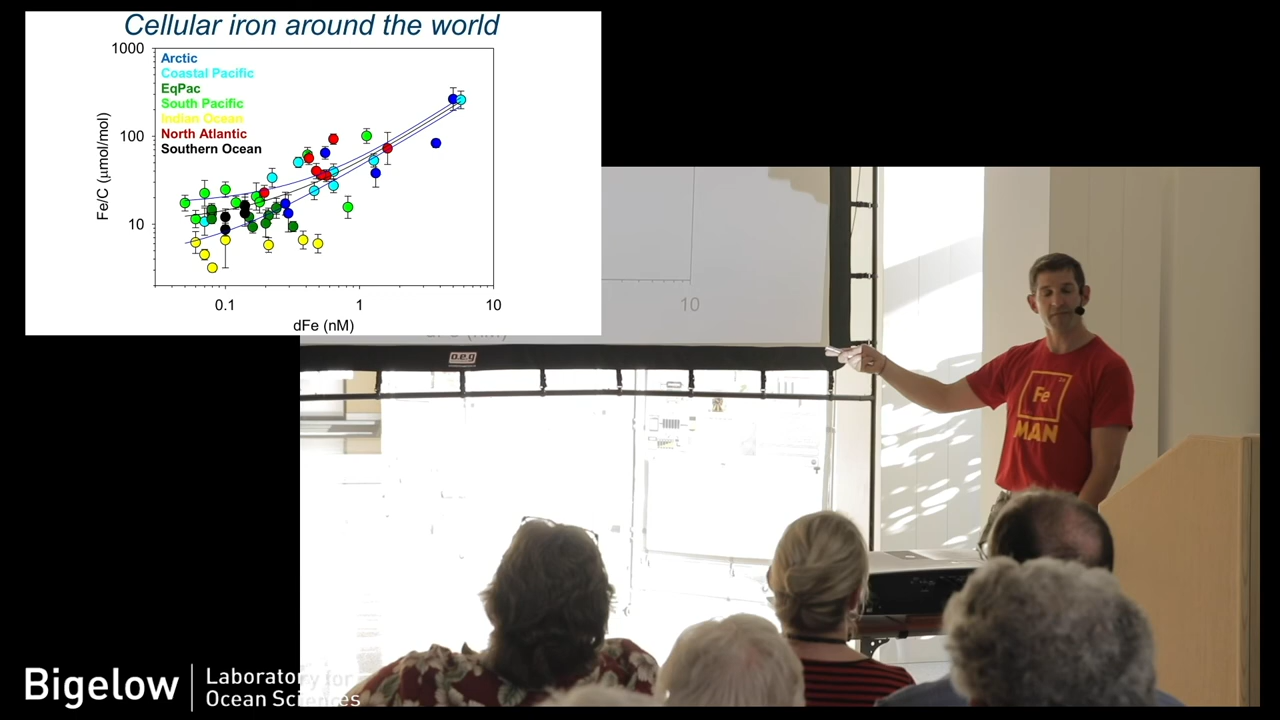 Cellular iron around the world
1000
100
10
Fe/C (µmol/mol)
Arctic
Coastal Pacific
EqPac
South Pacific
Indian Ocean
North Atlantic
Southern Ocean
0.1
1
10
dFe (nM)
10
o.e.g
Fe
MAN
Bigelow
Laboratory for
Ocean Sciences